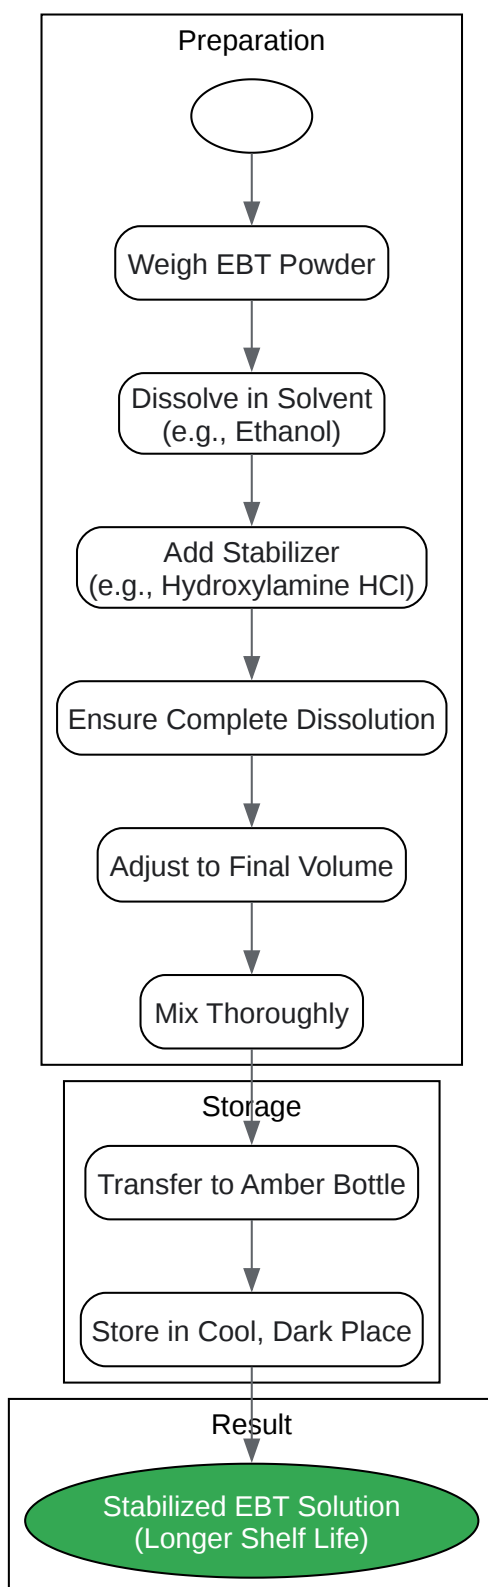 Preparation
Weigh EBT Powder
Dissolve in Solvent
(e.g., Ethanol)
Add Stabilizer
(e.g., Hydroxylamine HCl)
Ensure Complete Dissolution
Adjust to Final Volume
Mix Thoroughly
Storage
Transfer to Amber Bottle
Store in Cool, Dark Place
Result
Stabilized EBT Solution
(Longer Shelf Life)